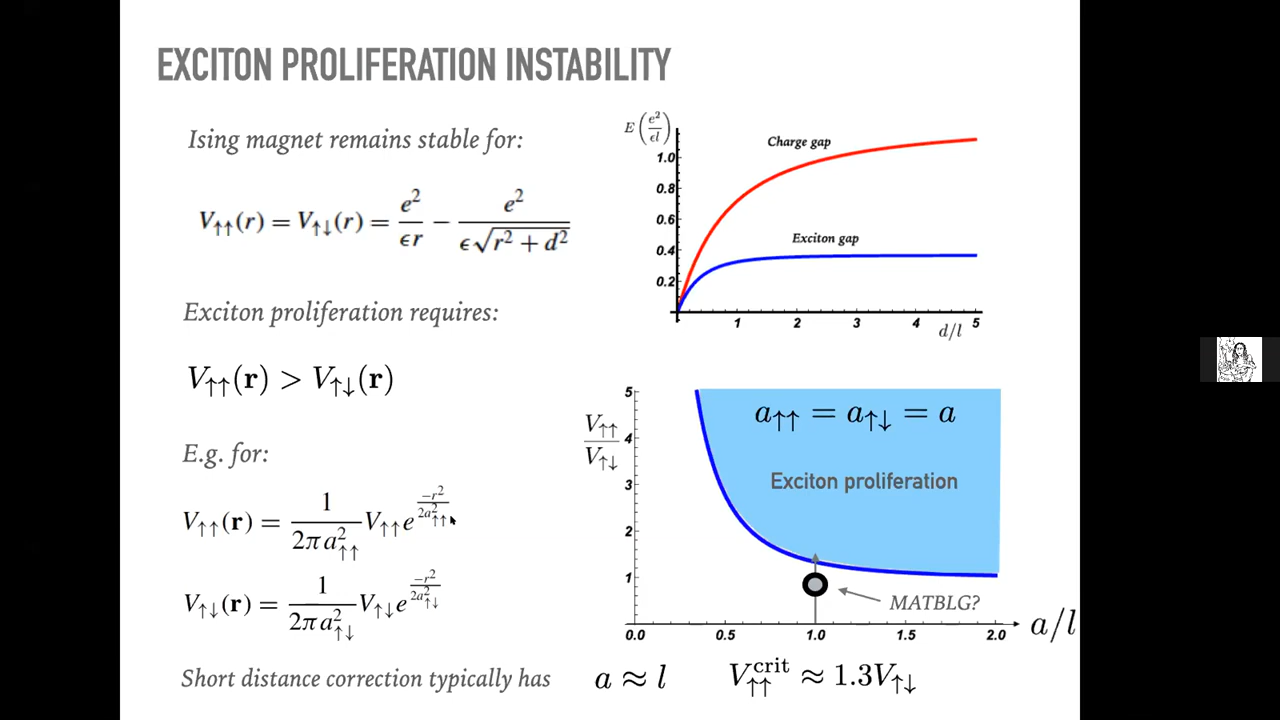 EXCITON PROLIFERATION INSTABILITY
Ising magnet remains stable for:
V↑↑(r) = V↑↓(r) = e²/ϵr − e²/ϵ√(r² + d²)
Exciton proliferation requires:
V↑↑(r) > V↑↓(r)
E.g. for:
V↑↑(r) = 1/(2πa²↑↑) V↑↑ e^(−r²/2a²↑↑)
V↑↓(r) = 1/(2πa²↑↓) V↑↓ e^(−r²/2a²↑↓)
Short distance correction typically has a ≈ l V↑↑^crit ≈ 1.3V↑↓
E (e²/ϵl)
Charge gap
Exciton gap
1.0
0.8
0.6
0.4
0.2
1 2 3 4 5
d/l
V↑↑/V↑↓
a↑↑ = a↑↓ = a
Exciton proliferation
MATBLG?
5
4
3
2
1
0.0 0.5 1.0 1.5 2.0
a/l